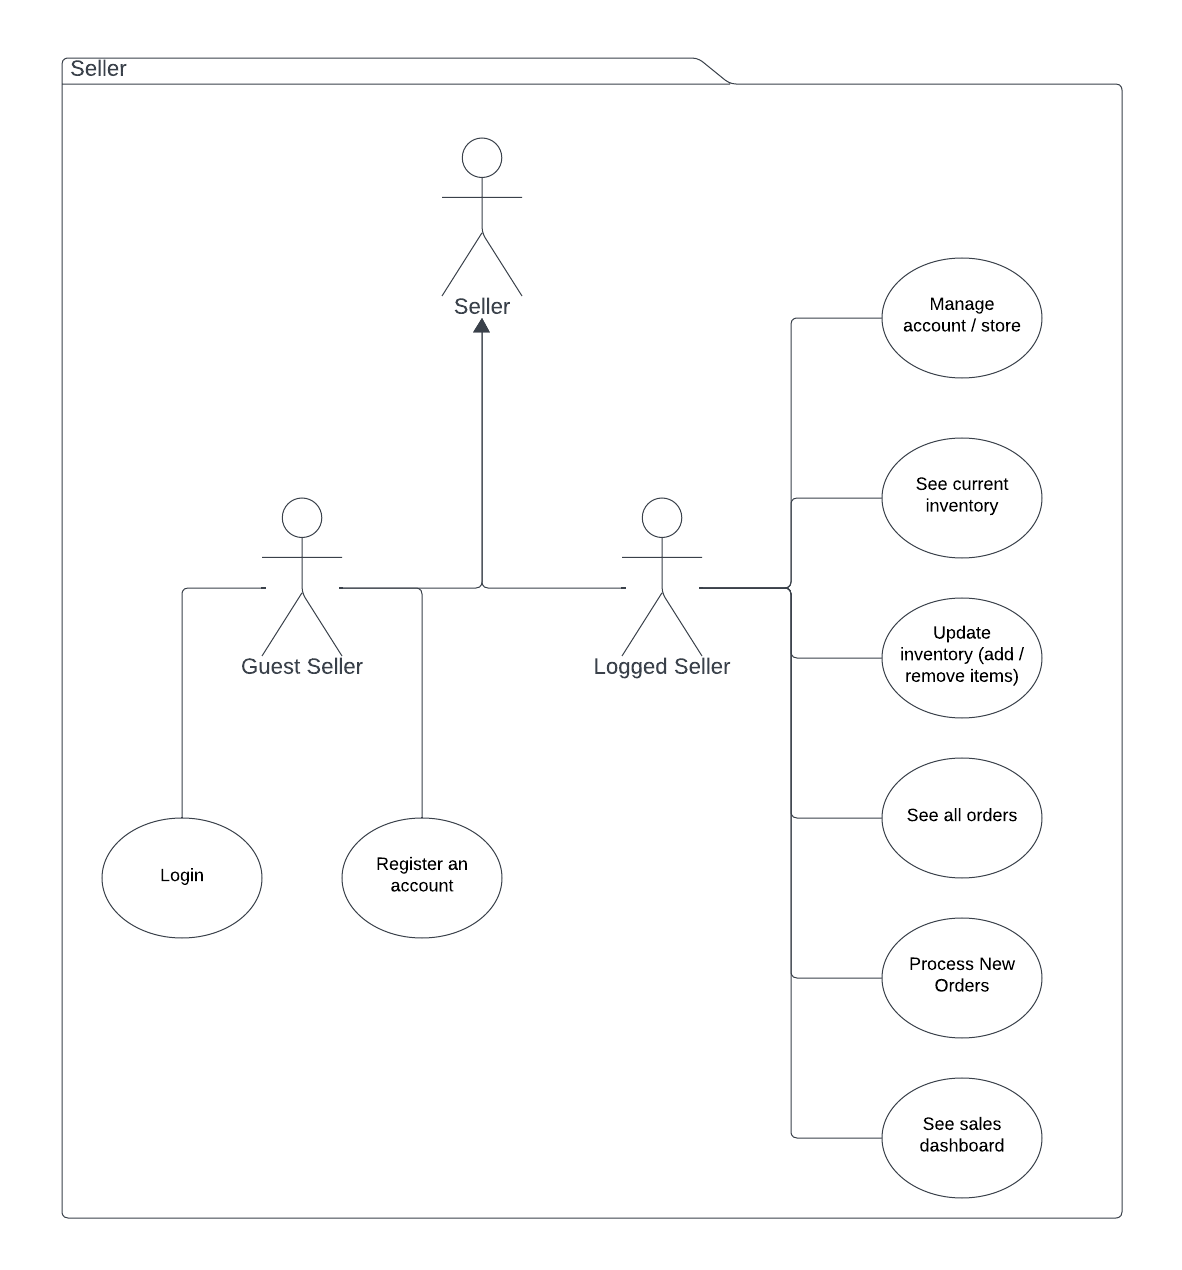 Seller
Seller
Manage
account / store
See current
inventory
Update
inventory (add /
remove items)
Guest Seller
Logged Seller
See all orders
Login
Register an
account
Process New
Orders
See sales
dashboard